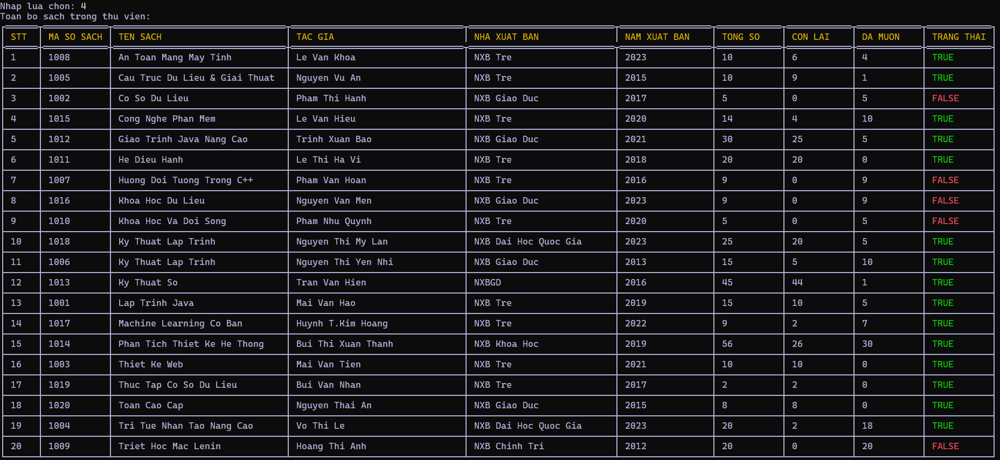 Nhap lua chon: 4
Toan bo sach trong thu vien:
STT MA SO SACH TEN SACH TAC GIA NHA XUAT BAN NAM XUAT BAN TONG SO CON LAI DA MUON TRANG THAI
1 1008 An Toan Mang May Tinh Le Van Khoa NXB Tre 2023 10 6 4 TRUE
2 1005 Cau Truc Du Lieu & Giai Thuat Nguyen Vu An NXB Tre 2015 10 9 1 TRUE
3 1002 Co So Du Lieu Pham Thi Hanh NXB Giao Duc 2017 5 0 5 FALSE
4 1015 Cong Nghe Phan Mem Le Van Hieu NXB Tre 2020 14 4 10 TRUE
5 1012 Giao Trinh Java Nang Cao Trinh Xuan Bao NXB Giao Duc 2021 30 25 5 TRUE
6 1011 He Dieu Hanh Le Thi Ha Vi NXB Tre 2018 20 20 0 TRUE
7 1007 Huong Doi Tuong Trong C++ Pham Van Hoan NXB Tre 2016 9 0 9 FALSE
8 1016 Khoa Hoc Du Lieu Nguyen Van Men NXB Giao Duc 2023 9 0 9 FALSE
9 1010 Khoa Hoc Va Doi Song Pham Nhu Quynh NXB Tre 2020 5 0 5 FALSE
10 1018 Ky Thuat Lap Trinh Nguyen Thi My Lan NXB Dai Hoc Quoc Gia 2023 25 20 5 TRUE
11 1006 Ky Thuat Lap Trinh Nguyen Thi Yen Nhi NXB Giao Duc 2013 15 5 10 TRUE
12 1013 Ky Thuat So Tran Van Hien NXBGD 2016 45 44 1 TRUE
13 1001 Lap Trinh Java Mai Van Hao NXB Tre 2019 15 10 5 TRUE
14 1017 Machine Learning Co Ban Huynh T.Kim Hoang NXB Tre 2022 9 2 7 TRUE
15 1014 Phan Tich Thiet Ke He Thong Bui Thi Xuan Thanh NXB Khoa Hoc 2019 56 26 30 TRUE
16 1003 Thiet Ke Web Mai Van Tien NXB Tre 2021 10 10 0 TRUE
17 1019 Thuc Tap Co So Du Lieu Bui Van Nhan NXB Tre 2017 2 2 0 TRUE
18 1020 Toan Cao Cap Nguyen Thai An NXB Giao Duc 2015 8 8 0 TRUE
19 1004 Tri Tue Nhan Tao Nang Cao Vo Thi Le NXB Dai Hoc Quoc Gia 2023 20 2 18 TRUE
20 1009 Triet Hoc Mac Lenin Hoang Thi Anh NXB Chinh Tri 2012 20 0 20 FALSE